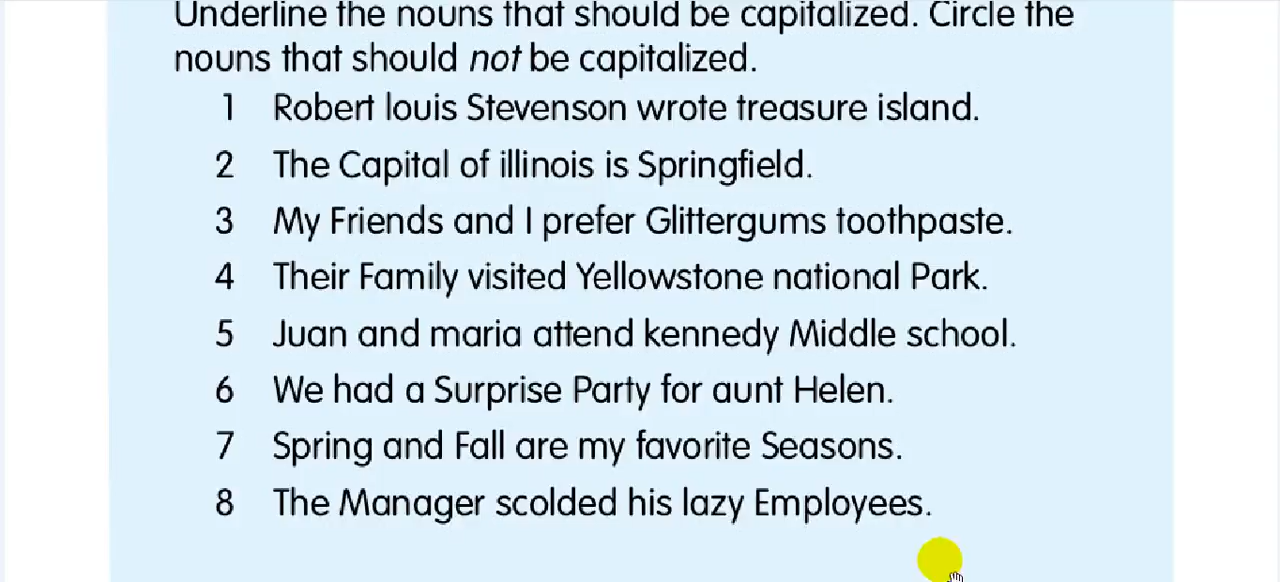 Underline the nouns that should be capitalized. Circle the
nouns that should not be capitalized.
1 Robert louis Stevenson wrote treasure island.
2 The Capital of illinois is Springfield.
3 My Friends and I prefer Glittergums toothpaste.
4 Their Family visited Yellowstone national Park.
5 Juan and maria attend kennedy Middle school.
6 We had a Surprise Party for aunt Helen.
7 Spring and Fall are my favorite Seasons.
8 The Manager scolded his lazy Employees.